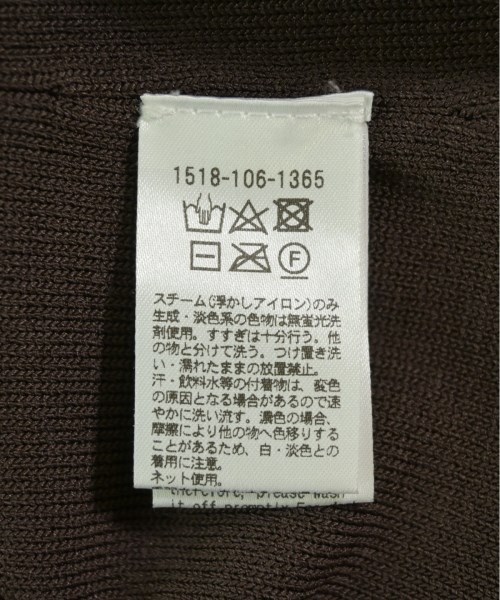 1518-106-1365
F
スチーム(浮かしアイロン)のみ
生成・淡色系の色物は無蛍光洗
剤使用。すすぎは十分行う。他
の物と分けて洗う。つけ置き洗
い・濡れたままの放置禁止。
汗・飲料水等の付着物は、変色
の原因となる場合があるので速
やかに洗い流す。濃色の場合、
摩擦により他の物へ色移りする
ことがあるため、白・淡色との
着用に注意。
ネット使用。
therefore, please wash
it off promptly